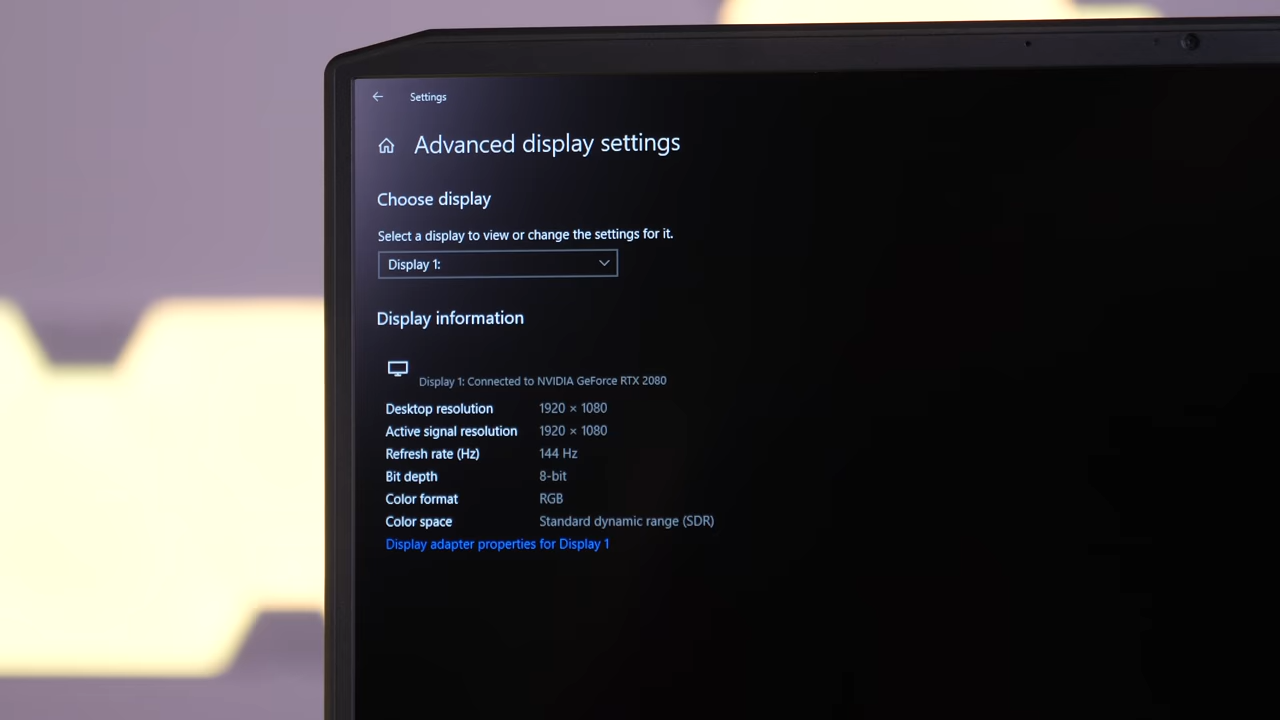 Settings
Advanced display settings
Choose display
Select a display to view or change the settings for it.
Display 1:
Display information
Display 1: Connected to NVIDIA GeForce RTX 2080
Desktop resolution 1920 × 1080
Active signal resolution 1920 × 1080
Refresh rate (Hz) 144 Hz
Bit depth 8-bit
Color format RGB
Color space Standard dynamic range (SDR)
Display adapter properties for Display 1